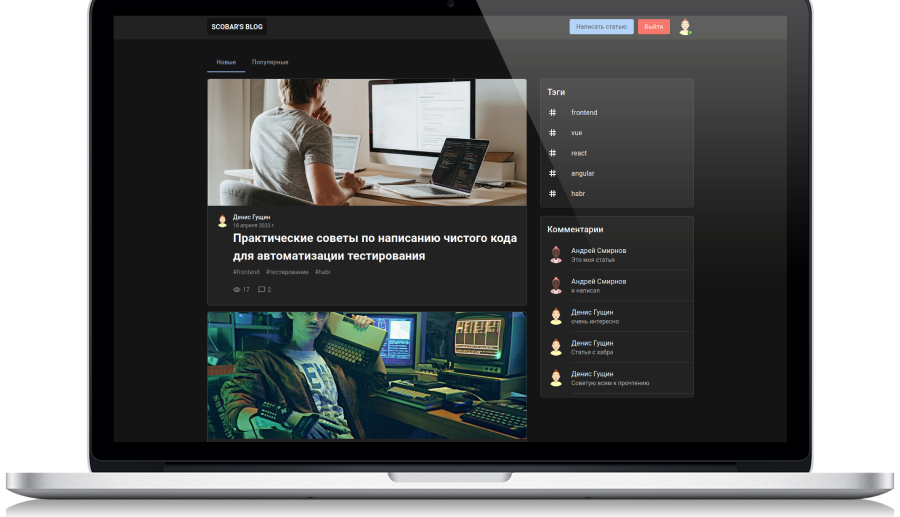 SCOBAR'S BLOG
Написать статью
Выйти
Новые
Популярные
Денис Гущин
18 апреля 2023 г.
Практические советы по написанию чистого кода
для автоматизации тестирования
#frontend #тестирование #habr
17
2
Тэги
# frontend
# vue
# react
# angular
# habr
Комментарии
Андрей Смирнов
Это моя статья
Андрей Смирнов
я написал
Денис Гущин
очень интересно
Денис Гущин
Статья с хабра
Денис Гущин
Советую всем к прочтению